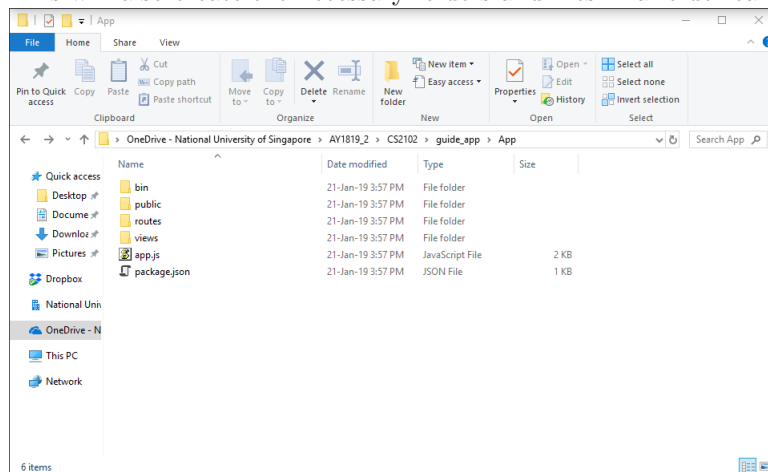 App
File Home Share View
Pin to Quick access
Copy
Paste
Cut
Copy path
Paste shortcut
Clipboard
Move to
Copy to
Delete
Rename
Organize
New folder
New item
Easy access
New
Properties
Open
Edit
History
Open
Select all
Select none
Invert selection
Select
OneDrive - National University of Singapore > AY1819_2 > CS2102 > guide_app > App
Search App
Name Date modified Type Size
Quick access
Desktop
Docume
Downloa
Pictures
Dropbox
National Univ
OneDrive - N
This PC
Network
bin 21-Jan-19 3:57 PM File folder
public 21-Jan-19 3:57 PM File folder
routes 21-Jan-19 3:57 PM File folder
views 21-Jan-19 3:57 PM File folder
app.js 21-Jan-19 3:57 PM JavaScript File 2 KB
package.json 21-Jan-19 3:57 PM JSON File 1 KB
6 items